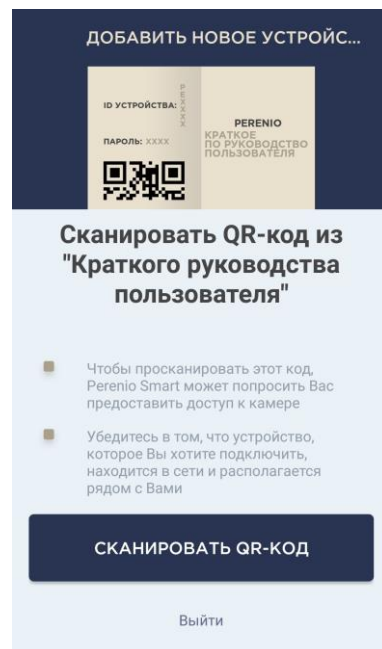 ДОБАВИТЬ НОВОЕ УСТРОЙС...
ID УСТРОЙСТВА:
PEXXXX
ПАРОЛЬ: XXXX
PERENIO
КРАТКОЕ
ПО РУКОВОДСТВО
ПОЛЬЗОВАТЕЛЯ
Сканировать QR-код из
"Краткого руководства
пользователя"
Чтобы просканировать этот код,
Perenio Smart может попросить Вас
предоставить доступ к камере
Убедитесь в том, что устройство,
которое Вы хотите подключить,
находится в сети и располагается
рядом с Вами
СКАНИРОВАТЬ QR-КОД
Выйти